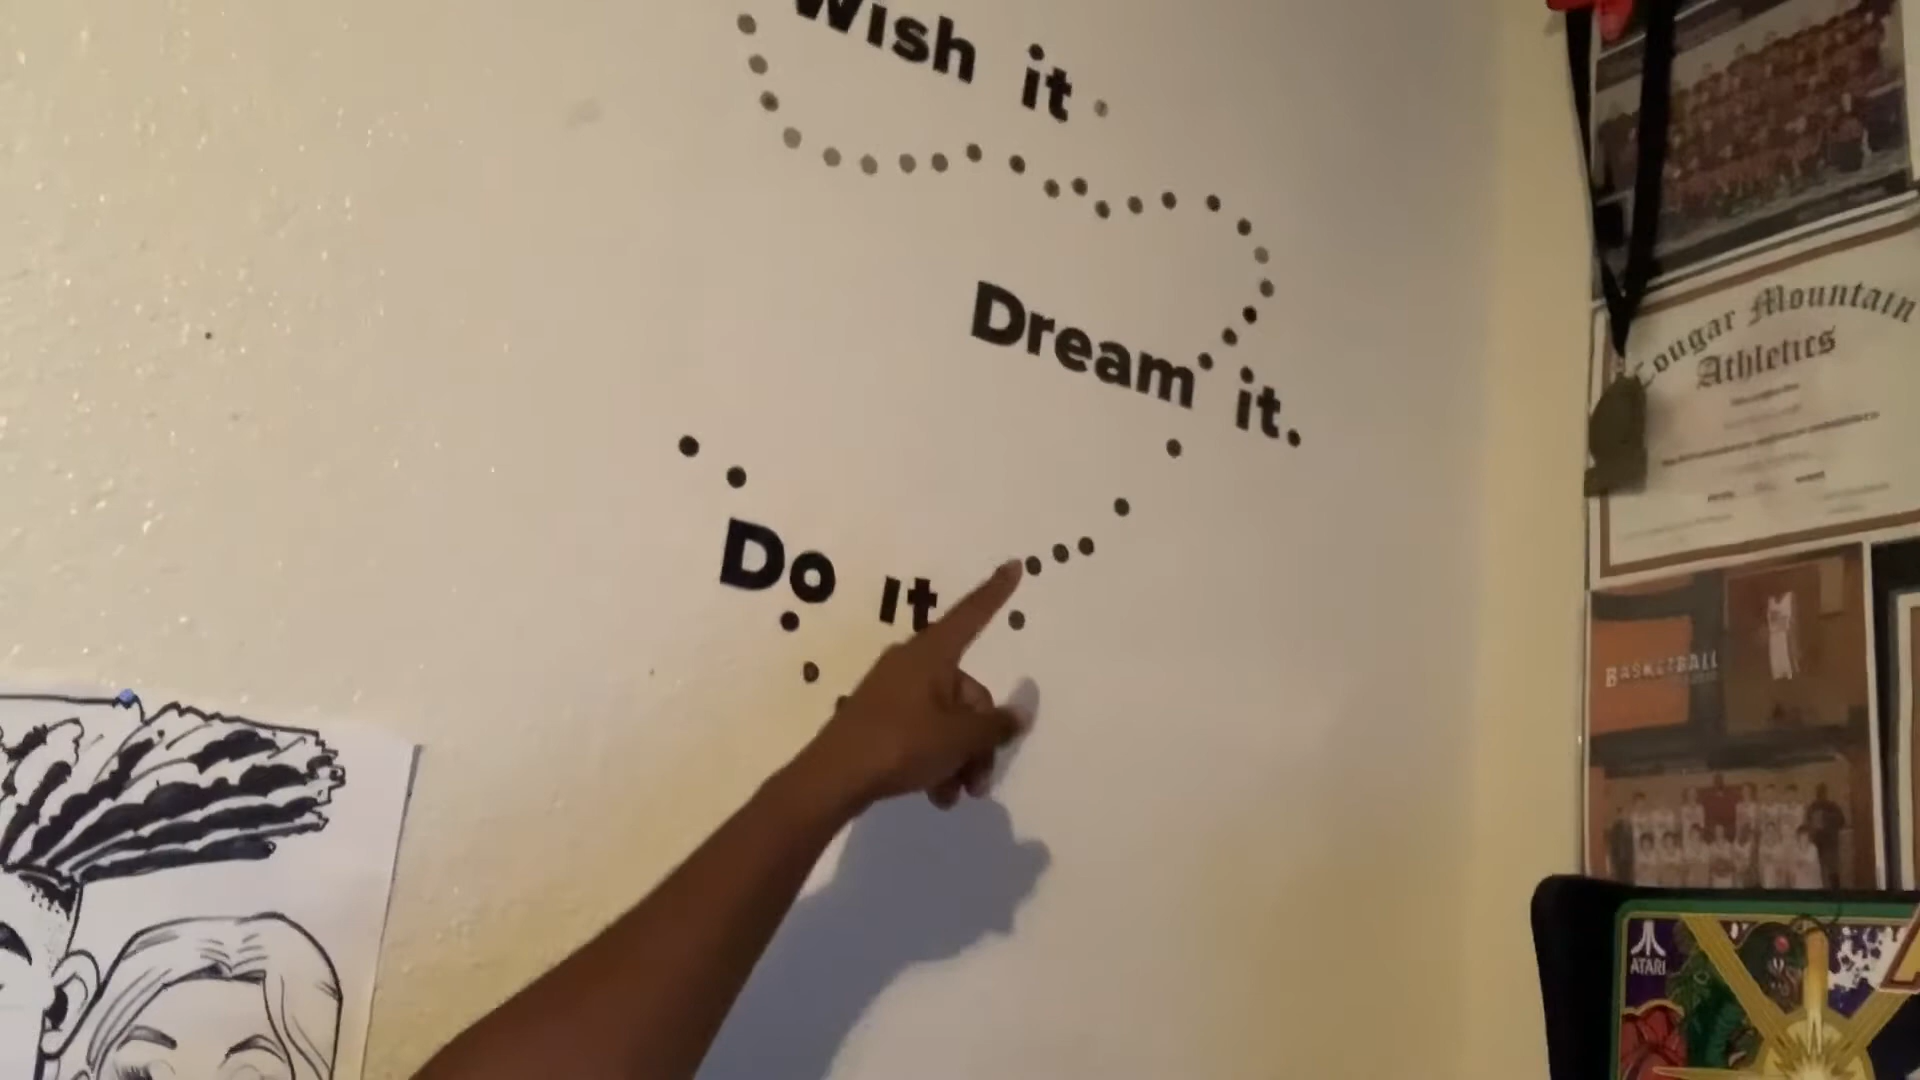 Wish it
Dream it.
Do it
Cougar Mountain
Athletics
BASKETBALL
ATARI